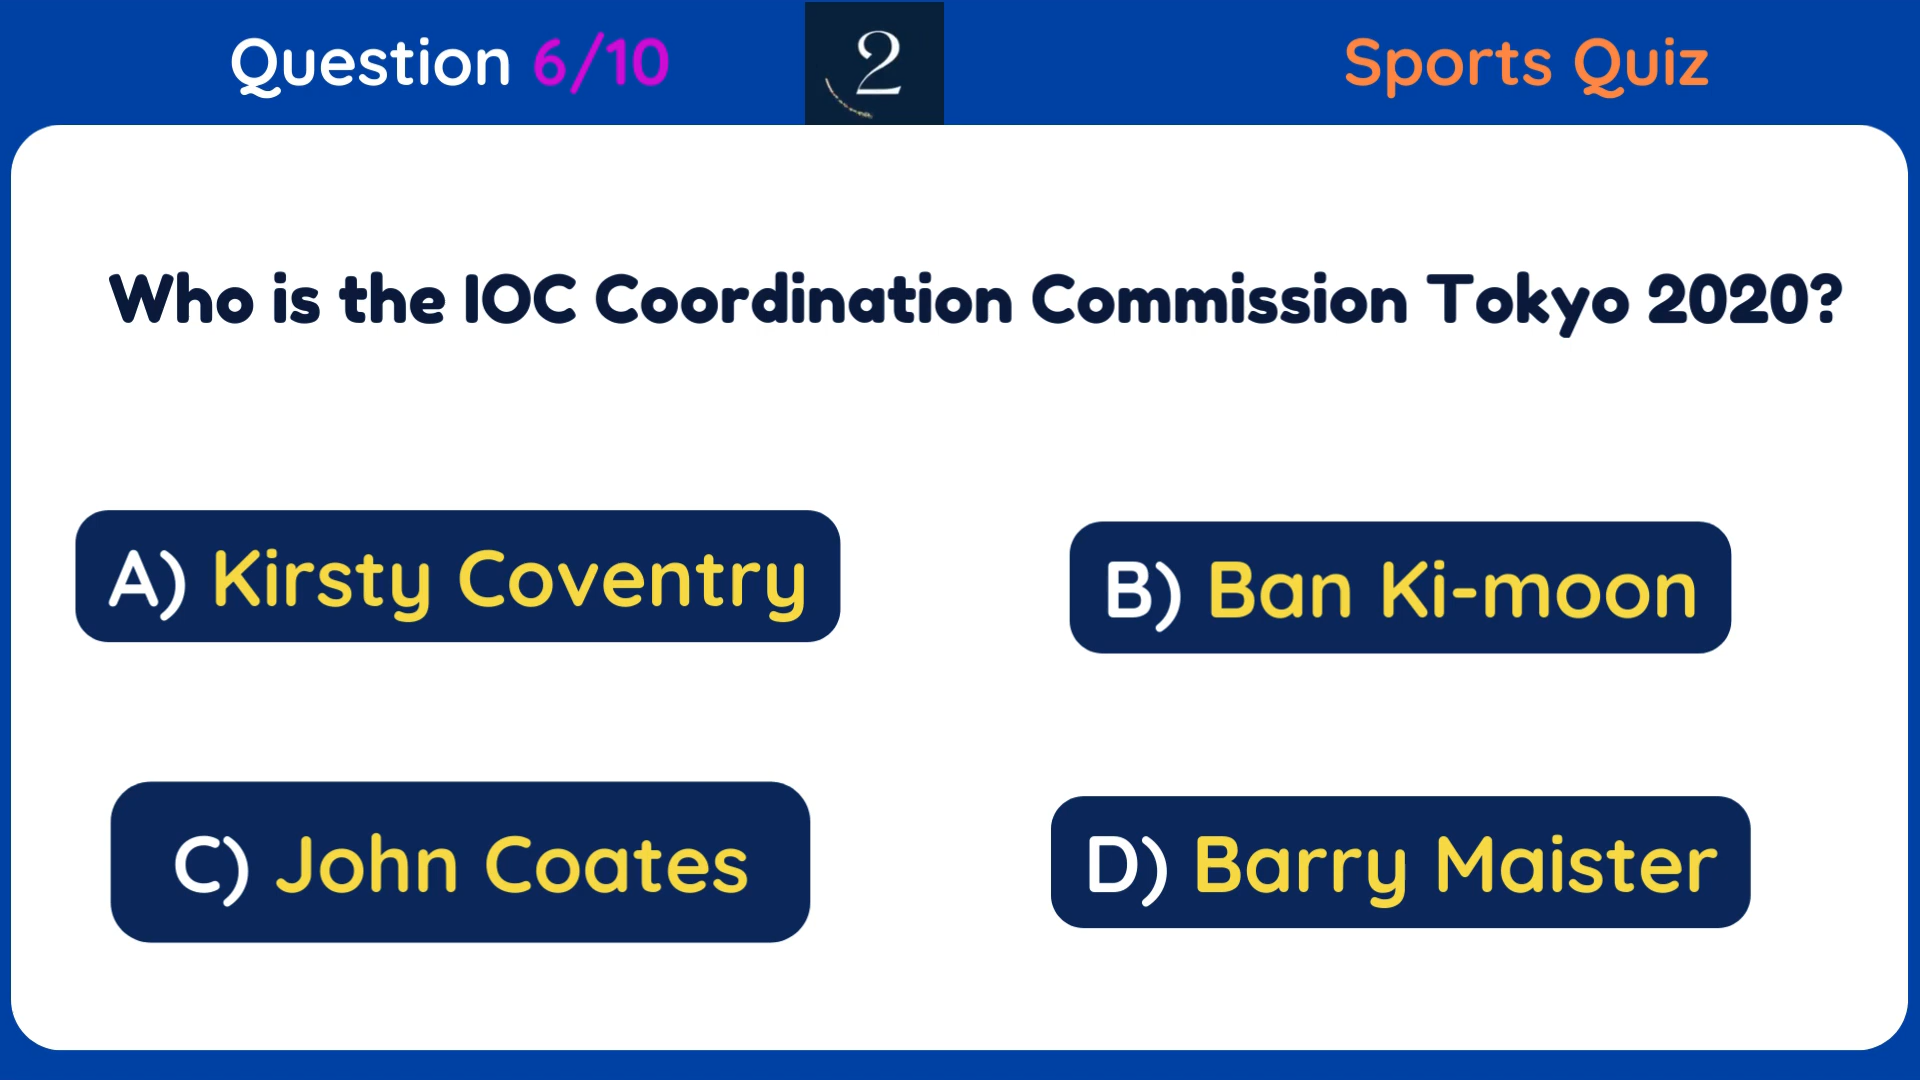 Question 6/10
2
Sports Quiz
Who is the IOC Coordination Commission Tokyo 2020?
A) Kirsty Coventry
B) Ban Ki-moon
C) John Coates
D) Barry Maister